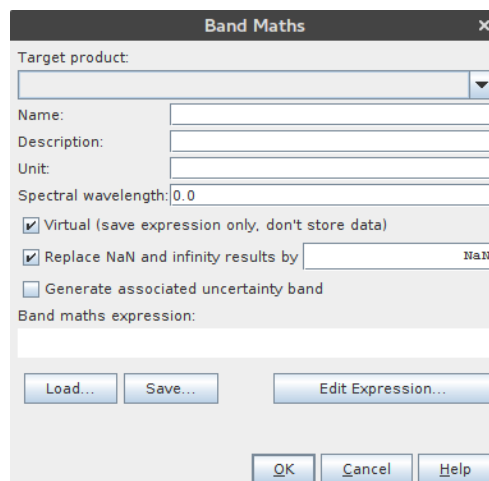 Band Maths
Target product:
Name:
Description:
Unit:
Spectral wavelength: 0.0
Virtual (save expression only, don't store data)
Replace NaN and infinity results by NaN
Generate associated uncertainty band
Band maths expression:
Load... Save... Edit Expression...
OK Cancel Help